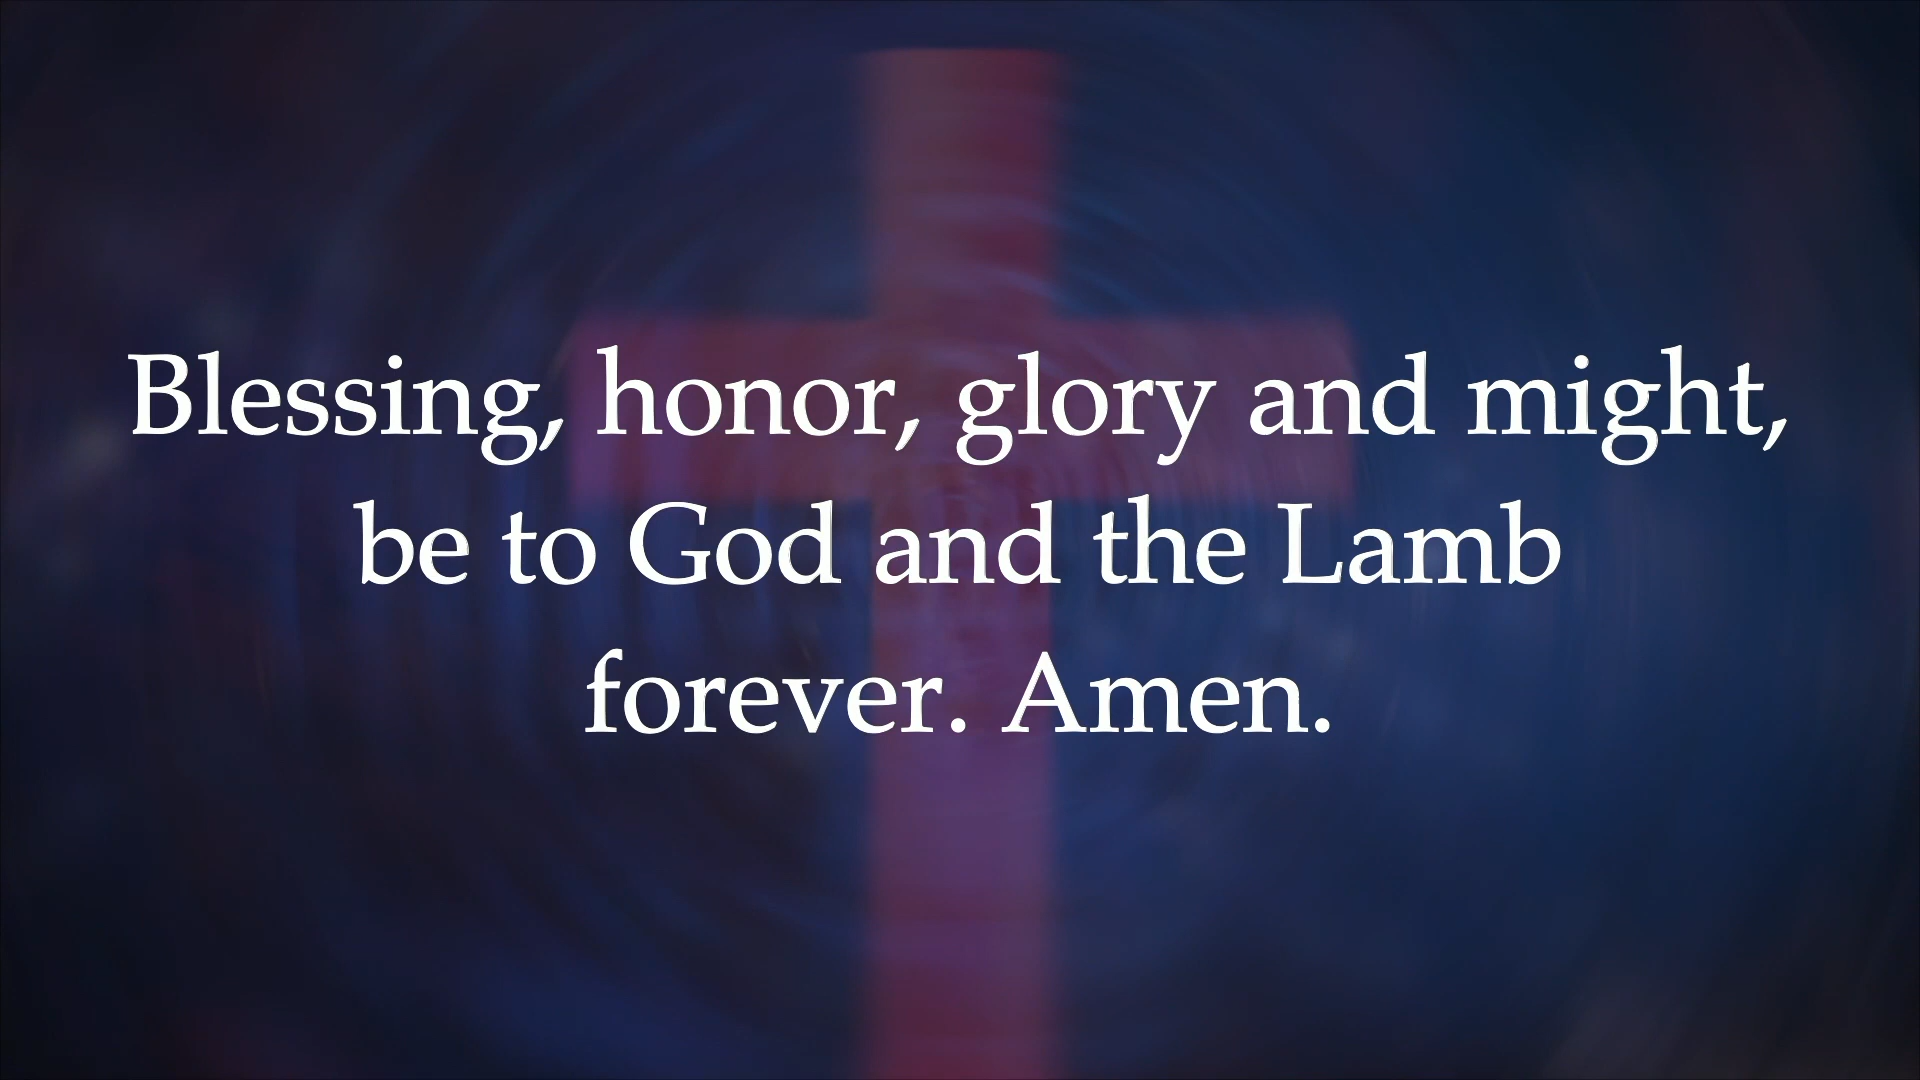 Blessing, honor, glory and might,
be to God and the Lamb
forever. Amen.